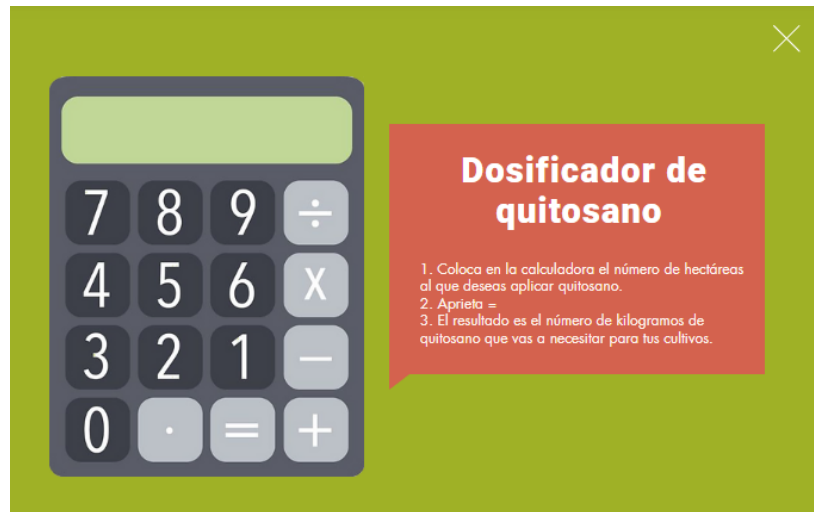 7 8 9 ÷
4 5 6 X
3 2 1 −
0 . = +
Dosificador de
quitosano
1. Coloca en la calculadora el número de hectáreas
al que deseas aplicar quitosano.
2. Aprieta =
3. El resultado es el número de kilogramos de
quitosano que vas a necesitar para tus cultivos.